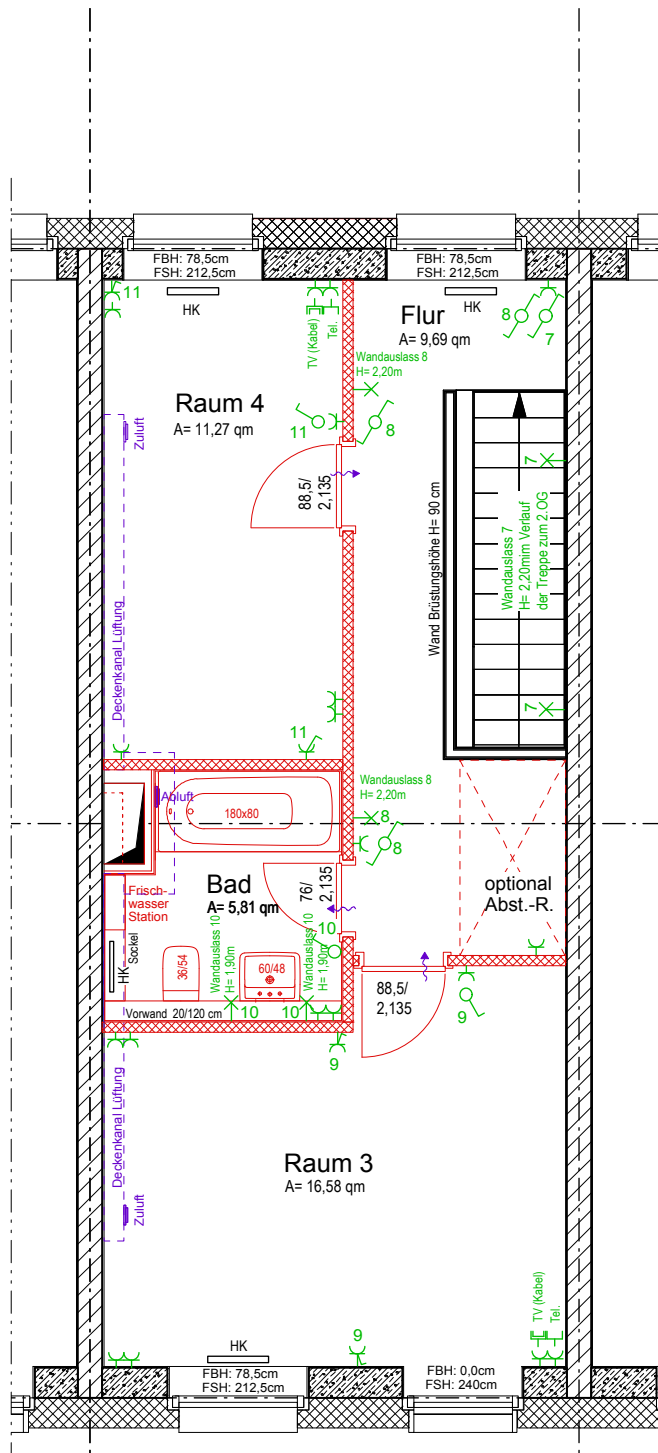 FBH: 78,5cm
FSH: 212,5cm
FBH: 78,5cm
FSH: 212,5cm
11
HK
TV (Kabel)
Tel.
HK
Flur
A= 9,69 qm
8
7
Wandauslass 8
H= 2,20m
Raum 4
A= 11,27 qm
11
8
Zuluft
88,5/
2,135
7
Wand Brüstungshöhe H= 90 cm
Wandauslass 7
H= 2,20mim Verlauf
der Treppe zum 2.OG
Deckenkanal Lüftung
7
11
Wandauslass 8
H= 2,20m
Abluft
180x80
8
8
Bad
A= 5,81 qm
76/
2,135
optional
Abst.-R.
Frisch-
wasser
Station
HK
Sockel
36/54
Wandauslass 10
H= 1,90m
60/48
Wandauslass 10
H= 1,90m
10
Vorwand 20/120 cm
10
10
88,5/
2,135
9
9
Deckenkanal Lüftung
Raum 3
A= 16,58 qm
Zuluft
TV (Kabel)
Tel.
HK
9
FBH: 78,5cm
FSH: 212,5cm
FBH: 0,0cm
FSH: 240cm